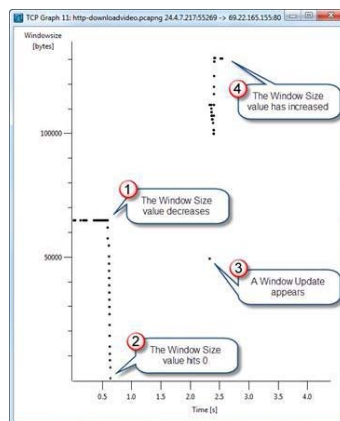 TCP Graph 11: http-downloadvideo.pcapng 24.4.7.217:55269 -> 69.22.165.155:80
Windowsize
[bytes]
4
The Window Size
value has increased
100000
1
The Window Size
value decreases
50000
3
A Window Update
appears
2
The Window Size
value hits 0
0.5 1.0 1.5 2.0 2.5 3.0 3.5 4.0
Time [s]